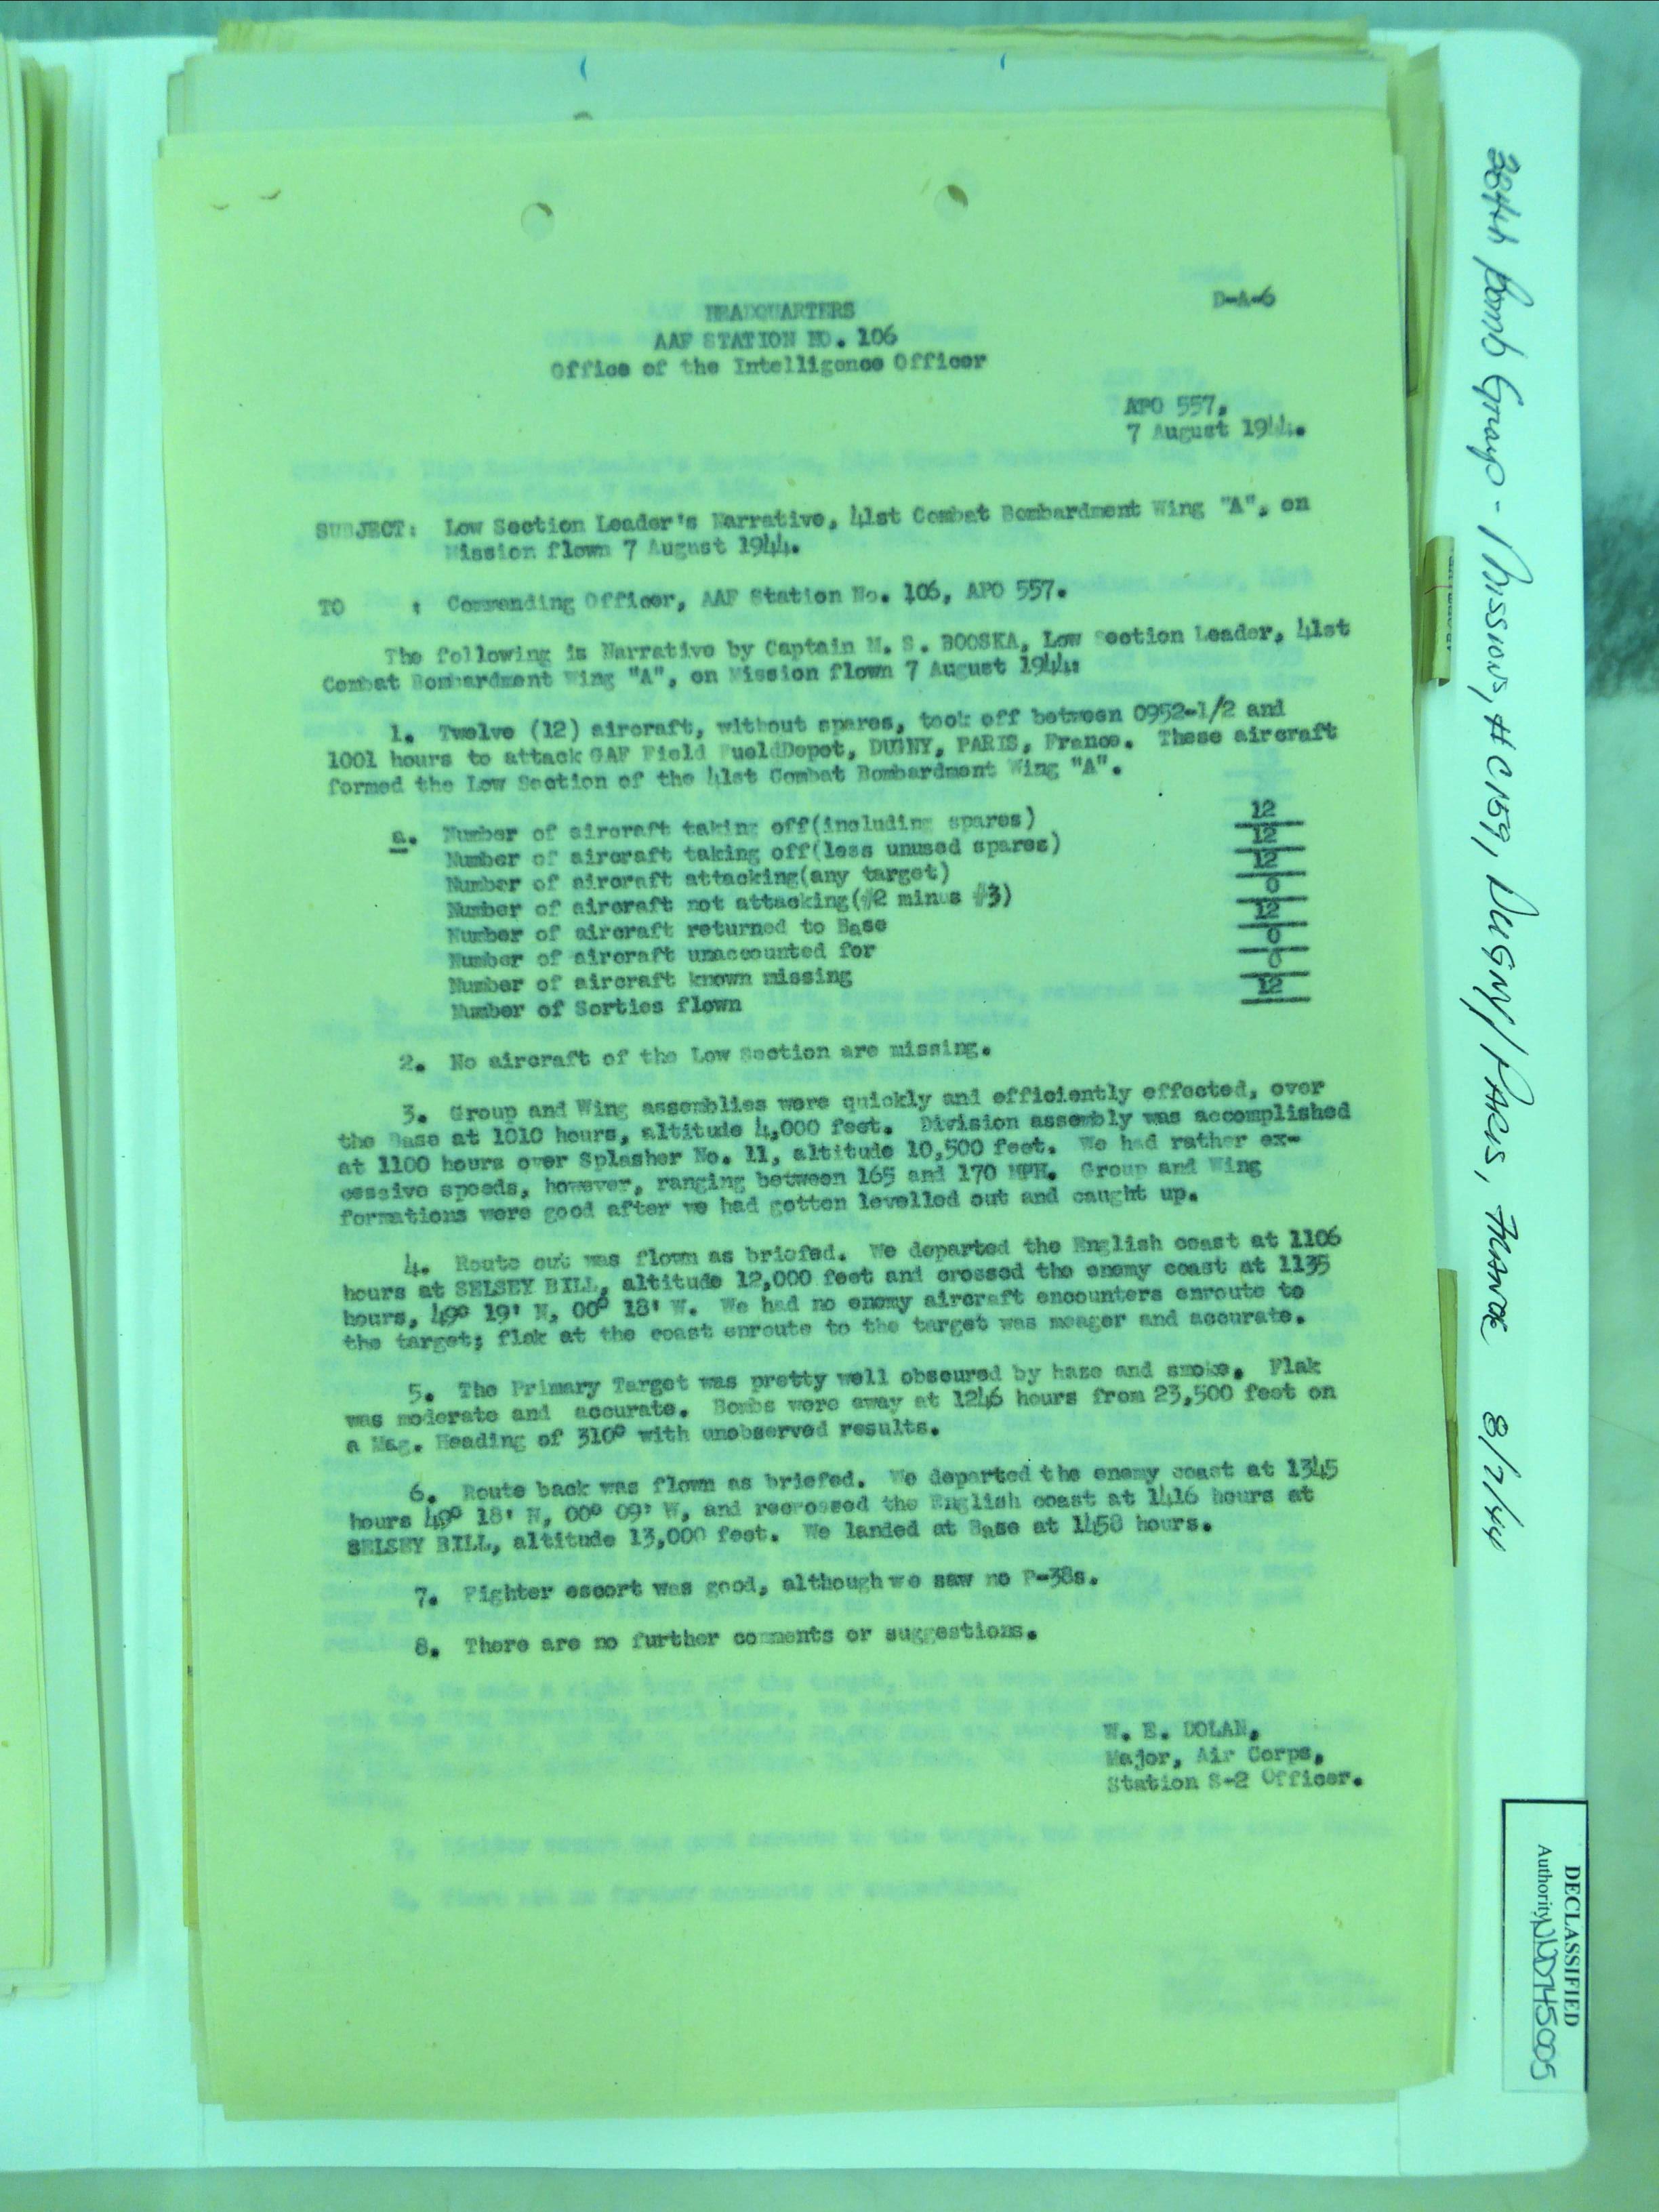 D-A-6
HEADQUARTERS
AAF STATION NO. 106
Office of the Intelligence Officer
APO 557,
7 August 1944.
SUBJECT: Low Section Leader's Narrative, 41st Combat Bombardment Wing "A", on
Mission flown 7 August 1944.
TO : Commanding Officer, AAF Station No. 106, APO 557.
The following is Narrative by Captain M. S. BOOSKA, Low Section Leader, 41st
Combat Bombardment Wing "A", on Mission flown 7 August 1944:
1. Twelve (12) aircraft, without spares, took off between 0952-1/2 and
1001 hours to attack GAF Field FuelDepot, DUGNY, PARIS, France. These aircraft
formed the Low Section of the 41st Combat Bombardment Wing "A".
a. Number of aircraft taking off(including spares) 12
Number of aircraft taking off(less unused spares) 12
Number of aircraft attacking(any target) 12
Number of aircraft not attacking(#2 minus #3) 0
Number of aircraft returned to Base 12
Number of aircraft unaccounted for 0
Number of aircraft known missing 0
Number of Sorties flown 12
2. No aircraft of the Low Section are missing.
3. Group and Wing assemblies were quickly and efficiently effected, over
the Base at 1010 hours, altitude 4,000 feet. Division assembly was accomplished
at 1100 hours over Splasher No. 11, altitude 10,500 feet. We had rather ex-
cessive speeds, however, ranging between 165 and 170 MPH. Group and Wing
formations were good after we had gotten levelled out and caught up.
4. Route out was flown as briefed. We departed the English coast at 1106
hours at SELSEY BILL, altitude 12,000 feet and crossed the enemy coast at 1135
hours, 49° 19' N, 00° 18' W. We had no enemy aircraft encounters enroute to
the target; flak at the coast enroute to the target was meager and accurate.
5. The Primary Target was pretty well obscured by haze and smoke. Flak
was moderate and accurate. Bombs were away at 1246 hours from 23,500 feet on
a Mag. Heading of 310° with unobserved results.
6. Route back was flown as briefed. We departed the enemy coast at 1345
hours 49° 18' N, 00° 09' W, and recrossed the English coast at 1416 hours at
SELSEY BILL, altitude 13,000 feet. We landed at Base at 1458 hours.
7. Fighter escort was good, although we saw no P-38s.
8. There are no further comments or suggestions.
W. E. DOLAN,
Major, Air Corps,
Station S-2 Officer.
384th Bomb Group - Missions, #C159, DUGNY/PARIS, FRANCE 8/7/44
DECLASSIFIED
Authority NND745005